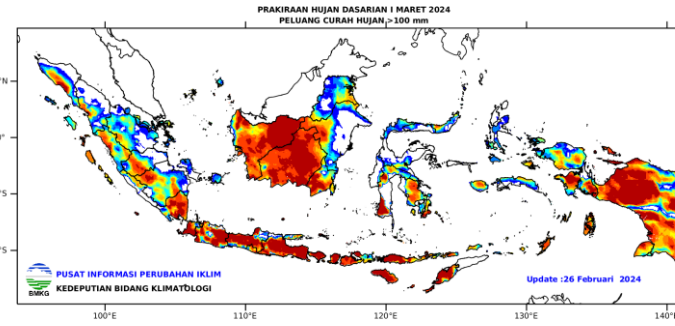 PRAKIRAAN HUJAN DASARIAN I MARET 2024
PELUANG CURAH HUJAN >100 mm
°N
°
°S
°S
PUSAT INFORMASI PERUBAHAN IKLIM
KEDEPUTIAN BIDANG KLIMATOLOGI
BMKG
Update :26 Februari 2024
100°E
110°E
120°E
130°E
140°